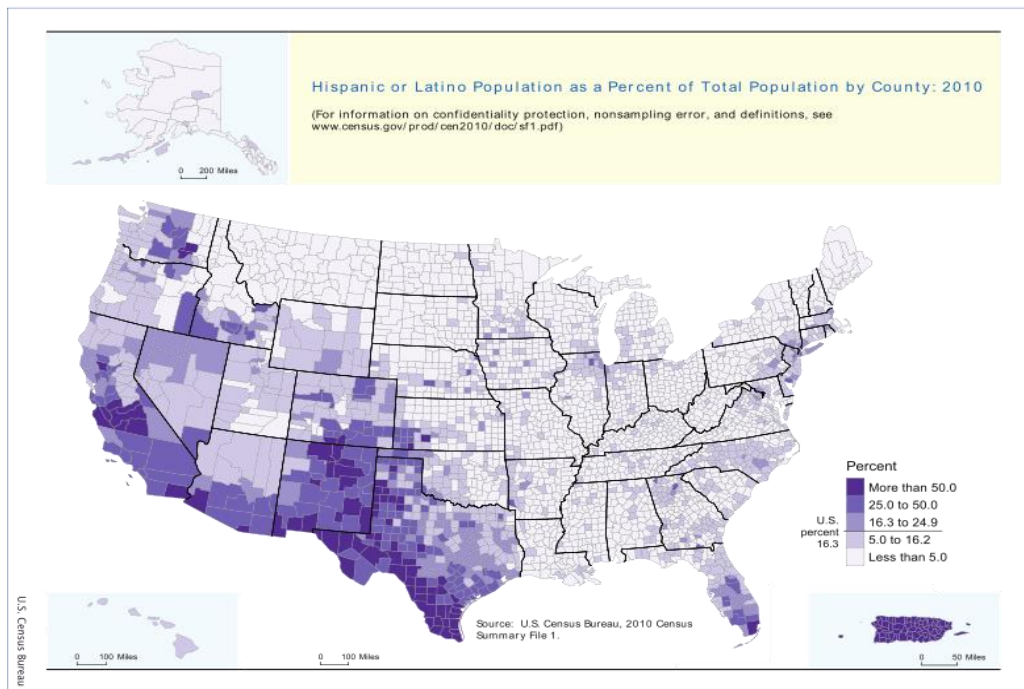 Hispanic or Latino Population as a Percent of Total Population by County: 2010
(For information on confidentiality protection, nonsampling error, and definitions, see
www.census.gov/prod/cen2010/doc/sf1.pdf)
0 200 Miles
Percent
More than 50.0
25.0 to 50.0
16.3 to 24.9
5.0 to 16.2
Less than 5.0
U.S.
percent
16.3
Source: U.S. Census Bureau, 2010 Census
Summary File 1.
0 100 Miles
0 100 Miles
0 50 Miles
U.S. Census Bureau